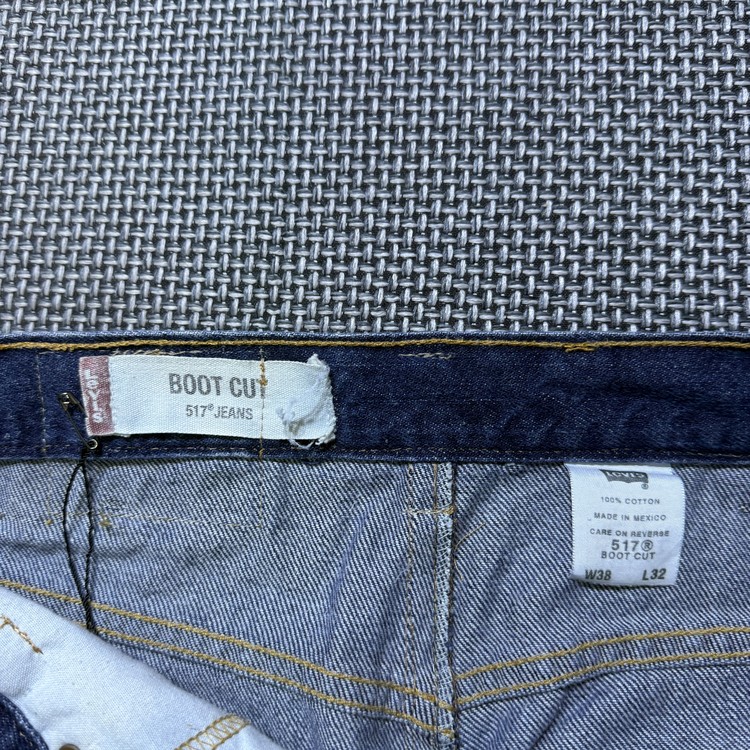 LEVI'S
BOOT CUT
517® JEANS
LEVI'S
®
100% COTTON
MADE IN MEXICO
CARE ON REVERSE
517®
BOOT CUT
W38 L32